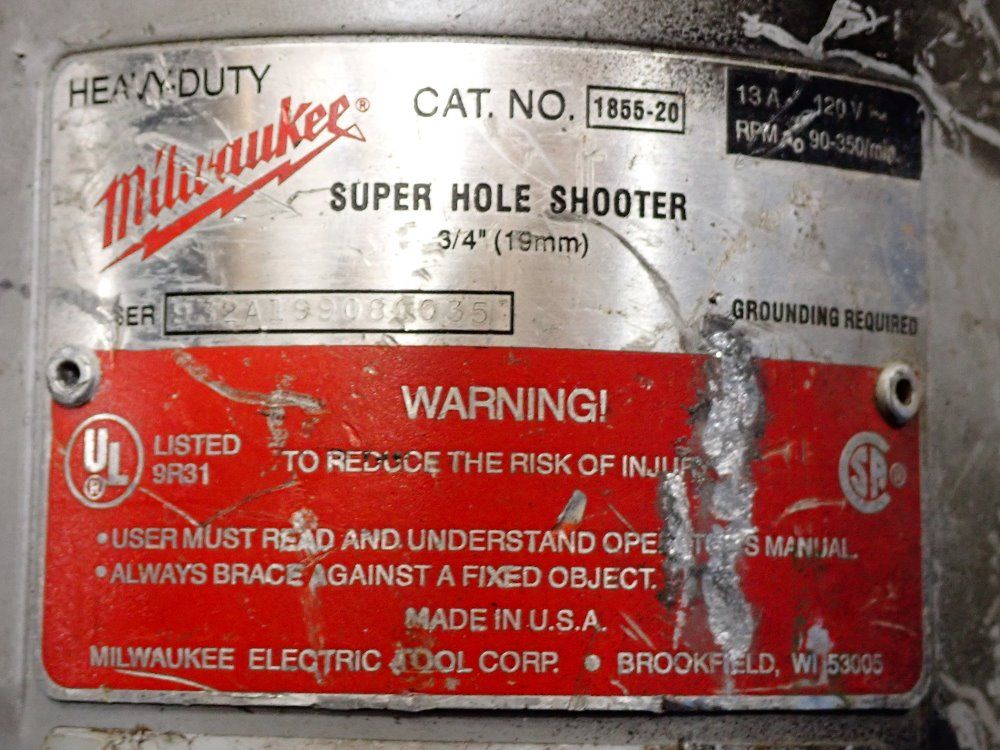 HEAVY-DUTY
Milwaukee®
CAT. NO. 1855-20
13 A 120 V ~
RPM 90-350/min.
SUPER HOLE SHOOTER
3/4" (19mm)
SER
GROUNDING REQUIRED
WARNING!
UL ®
LISTED
9R31
TO REDUCE THE RISK OF
SA ®
• USER MUST READ AND UNDERSTAND MANUAL.
• ALWAYS BRACE AGAINST A FIXED OBJECT.
MADE IN U.S.A.
MILWAUKEE ELECTRIC TOOL CORP. • BROOKFIELD, WI 53005